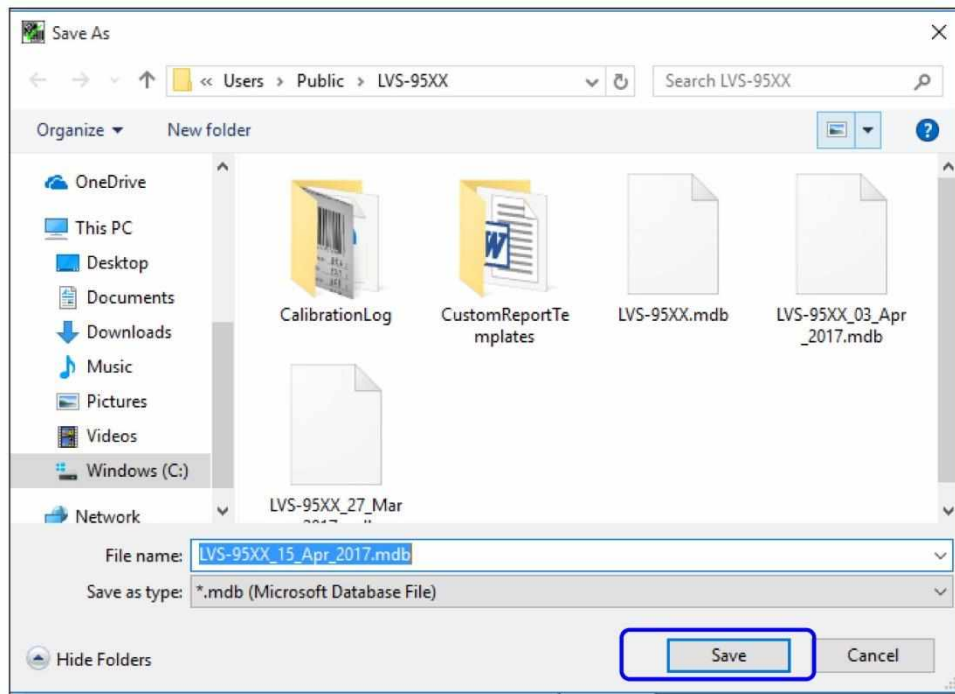 Save As
« Users > Public > LVS-95XX
Search LVS-95XX
Organize
New folder
OneDrive
This PC
Desktop
Documents
Downloads
Music
Pictures
Videos
Windows (C:)
Network
CalibrationLog
CustomReportTe
mplates
LVS-95XX.mdb
LVS-95XX_03_Apr
_2017.mdb
LVS-95XX_27_Mar
File name: LVS-95XX_15_Apr_2017.mdb
Save as type: *.mdb (Microsoft Database File)
Hide Folders
Save
Cancel